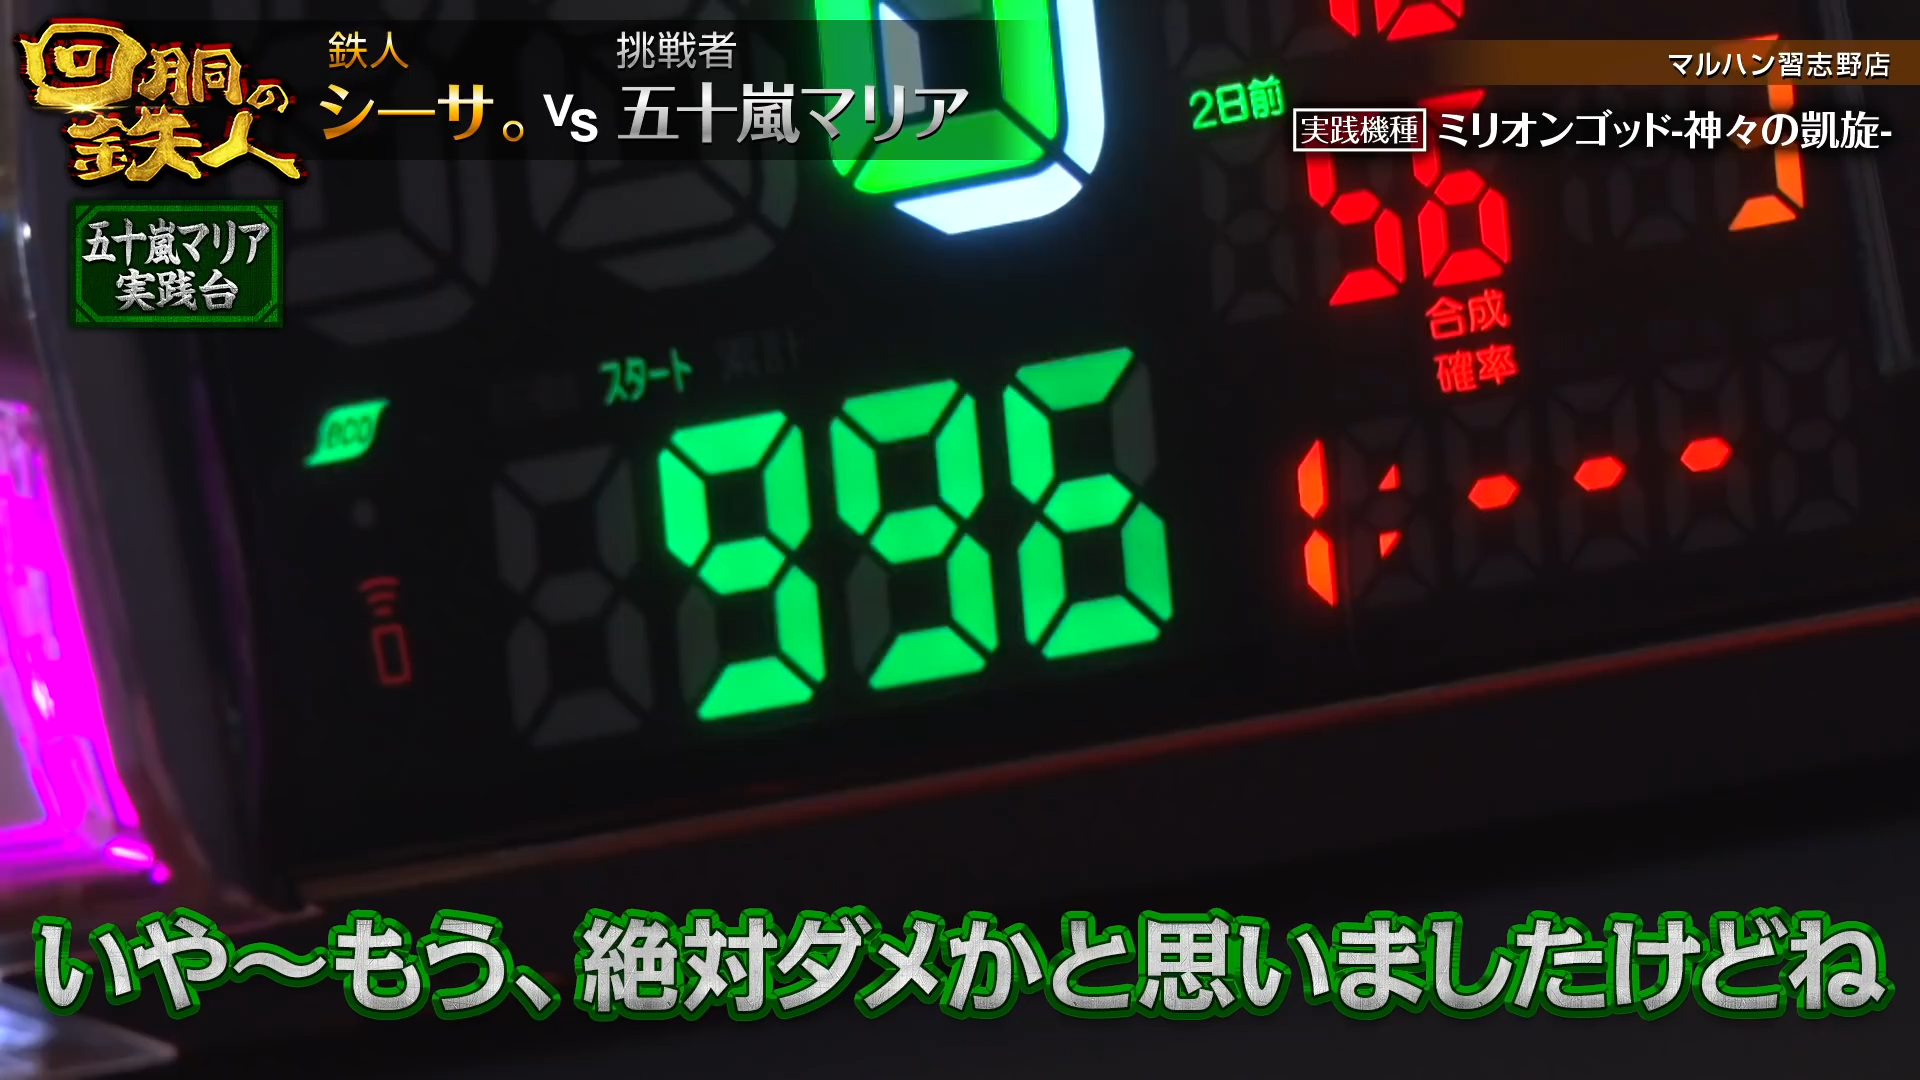 回胴の鉄人
鉄人
シーサ。
vs
挑戦者
五十嵐マリア
マルハン習志野店
実践機種 ミリオンゴッド-神々の凱旋-
五十嵐マリア
実践台
2日前
56
合成
確率
スタート
eco
996
1:---
いや～もう、絶対ダメかと思いましたけどね